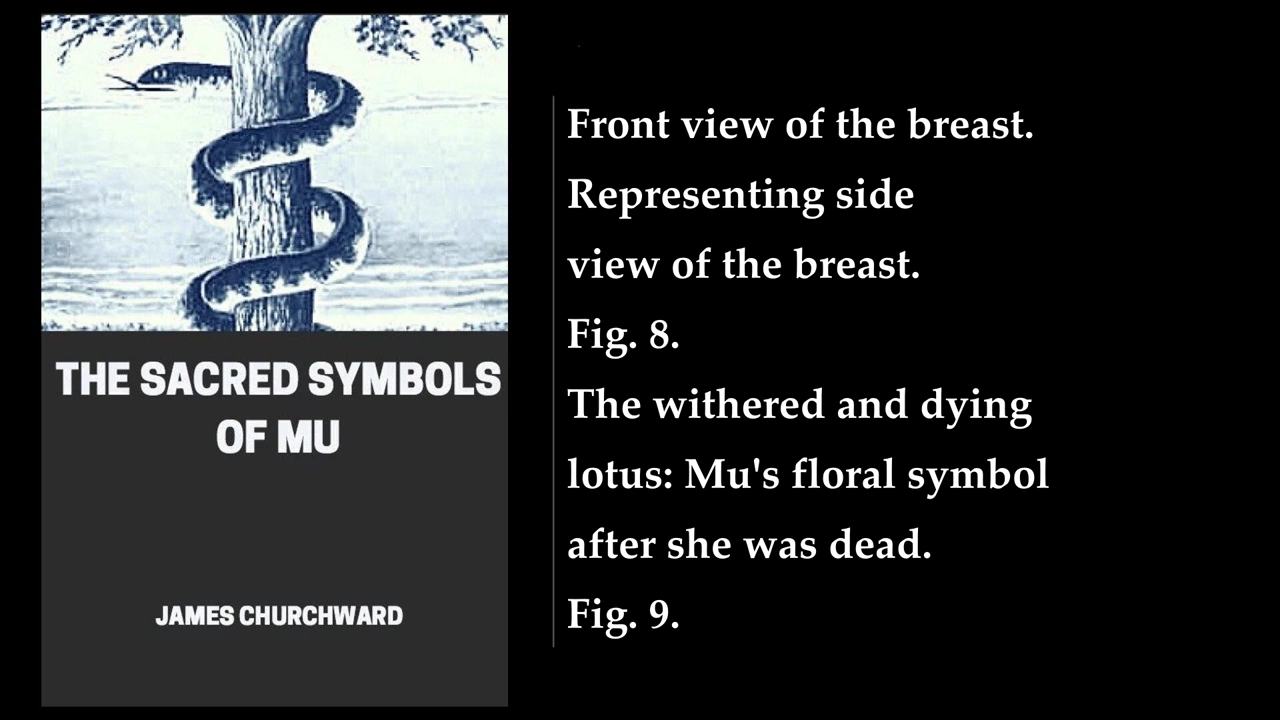 THE SACRED SYMBOLS
OF MU
JAMES CHURCHWARD
Front view of the breast.
Representing side
view of the breast.
Fig. 8.
The withered and dying
lotus: Mu's floral symbol
after she was dead.
Fig. 9.